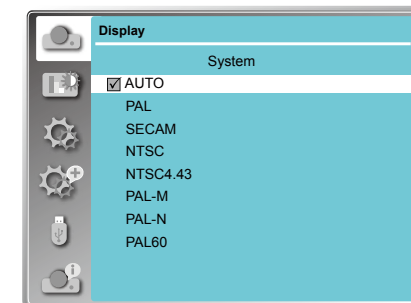 Display
System
AUTO
PAL
SECAM
NTSC
NTSC4.43
PAL-M
PAL-N
PAL60